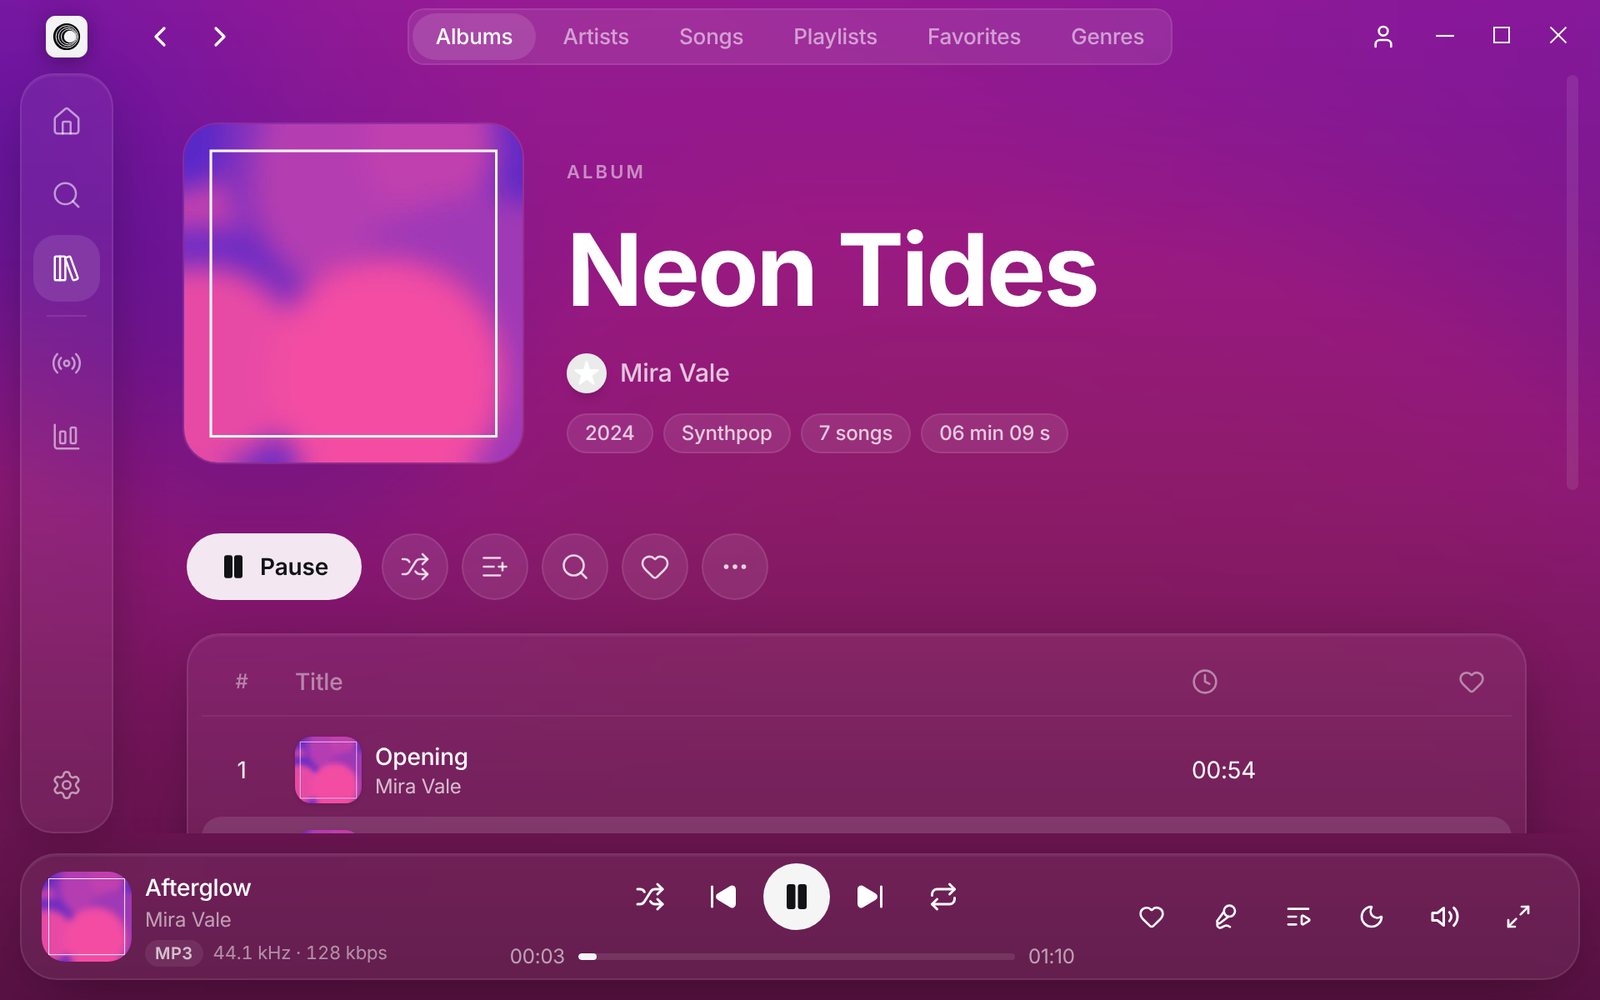 Albums Artists Songs Playlists Favorites Genres
ALBUM
Neon Tides
Mira Vale
2024 Synthpop 7 songs 06 min 09 s
Pause
# Title
1 Opening 00:54
Mira Vale
Afterglow
Mira Vale
MP3 44.1 kHz · 128 kbps
00:03 01:10